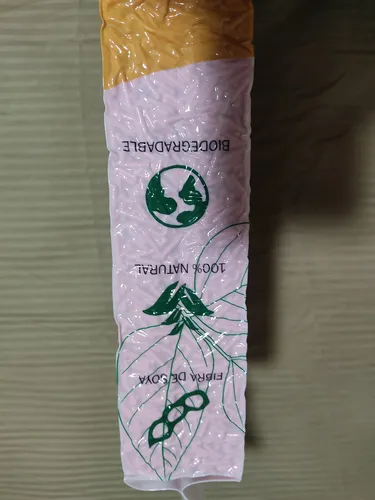 FIBRA DE SOYA
100% NATURAL
BIODEGRADABLE